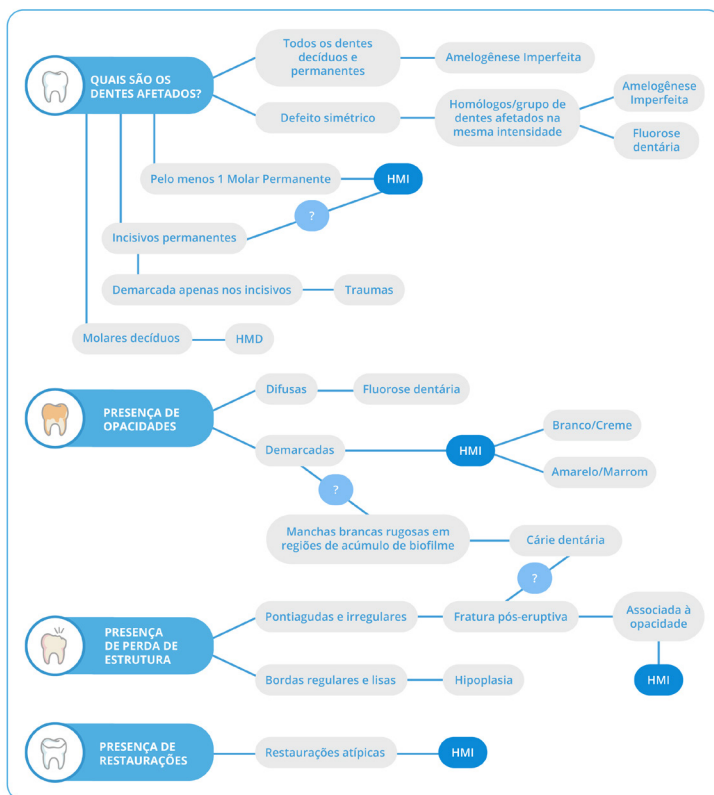 QUAIS SÃO OS
DENTES AFETADOS?
Todos os dentes
decíduos e
permanentes
Amelogênese Imperfeita
Defeito simétrico
Homólogos/grupo de
dentes afetados na
mesma intensidade
Amelogênese
Imperfeita
Fluorose
dentária
Pelo menos 1 Molar Permanente
HMI
?
Incisivos permanentes
Demarcada apenas nos incisivos
Traumas
Molares decíduos
HMD
PRESENÇA DE
OPACIDADES
Difusas
Fluorose dentária
Demarcadas
HMI
Branco/Creme
Amarelo/Marrom
?
Manchas brancas rugosas em
regiões de acúmulo de biofilme
Cárie dentária
?
PRESENÇA
DE PERDA DE
ESTRUTURA
Pontiagudas e irregulares
Fratura pós-eruptiva
Associada à
opacidade
HMI
Bordas regulares e lisas
Hipoplasia
PRESENÇA DE
RESTAURAÇÕES
Restaurações atípicas
HMI